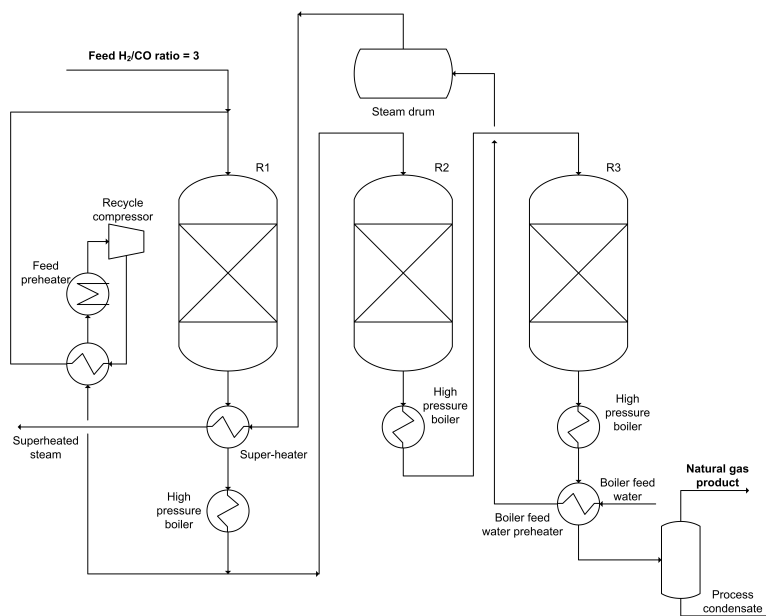 Feed H₂/CO ratio = 3
Steam drum
R1
R2
R3
Recycle
compressor
Feed
preheater
High
pressure
boiler
High
pressure
boiler
Superheated
steam
Super-heater
Natural gas
product
High
pressure
boiler
Boiler feed
water
Boiler feed
water preheater
Process
condensate